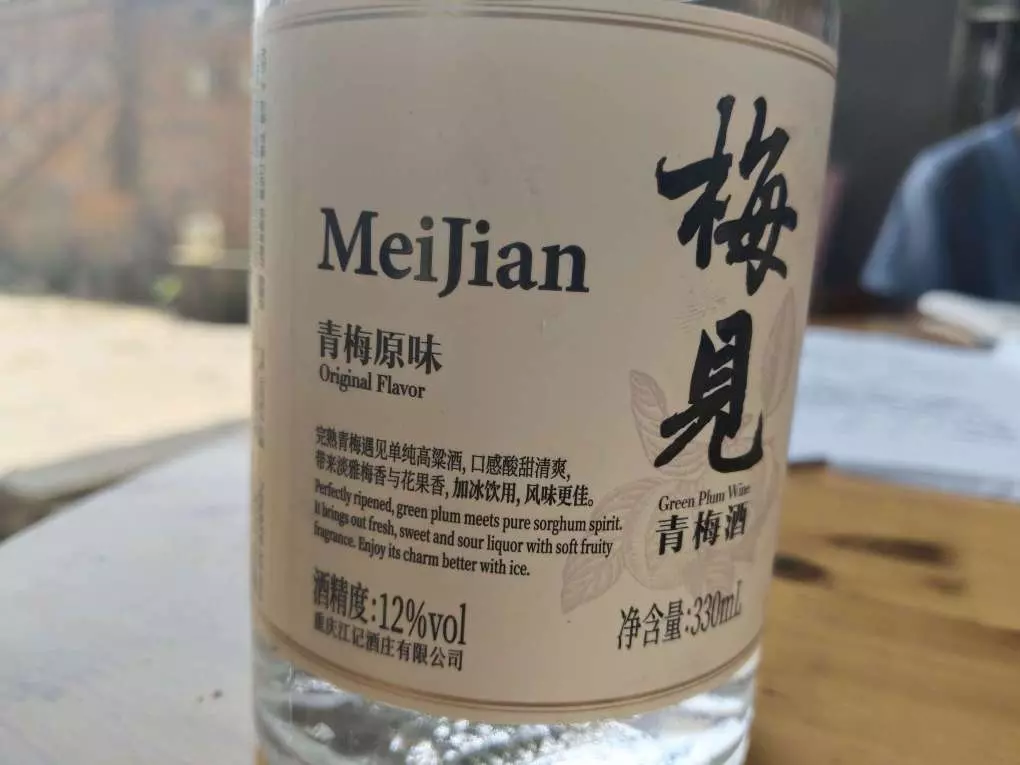 MeiJian
青梅原味
Original Flavor
完熟青梅遇见单纯高粱酒, 口感酸甜清爽,
带来淡雅梅香与花果香, 加冰饮用, 风味更佳。
Perfectly ripened, green plum meets pure sorghum spirit.
It brings out fresh, sweet and sour liquor with soft fruity
fragrance. Enjoy its charm better with ice.
酒精度:12%vol
重庆江记酒庄有限公司
梅见
Green Plum Wine
青梅酒
净含量:330mL